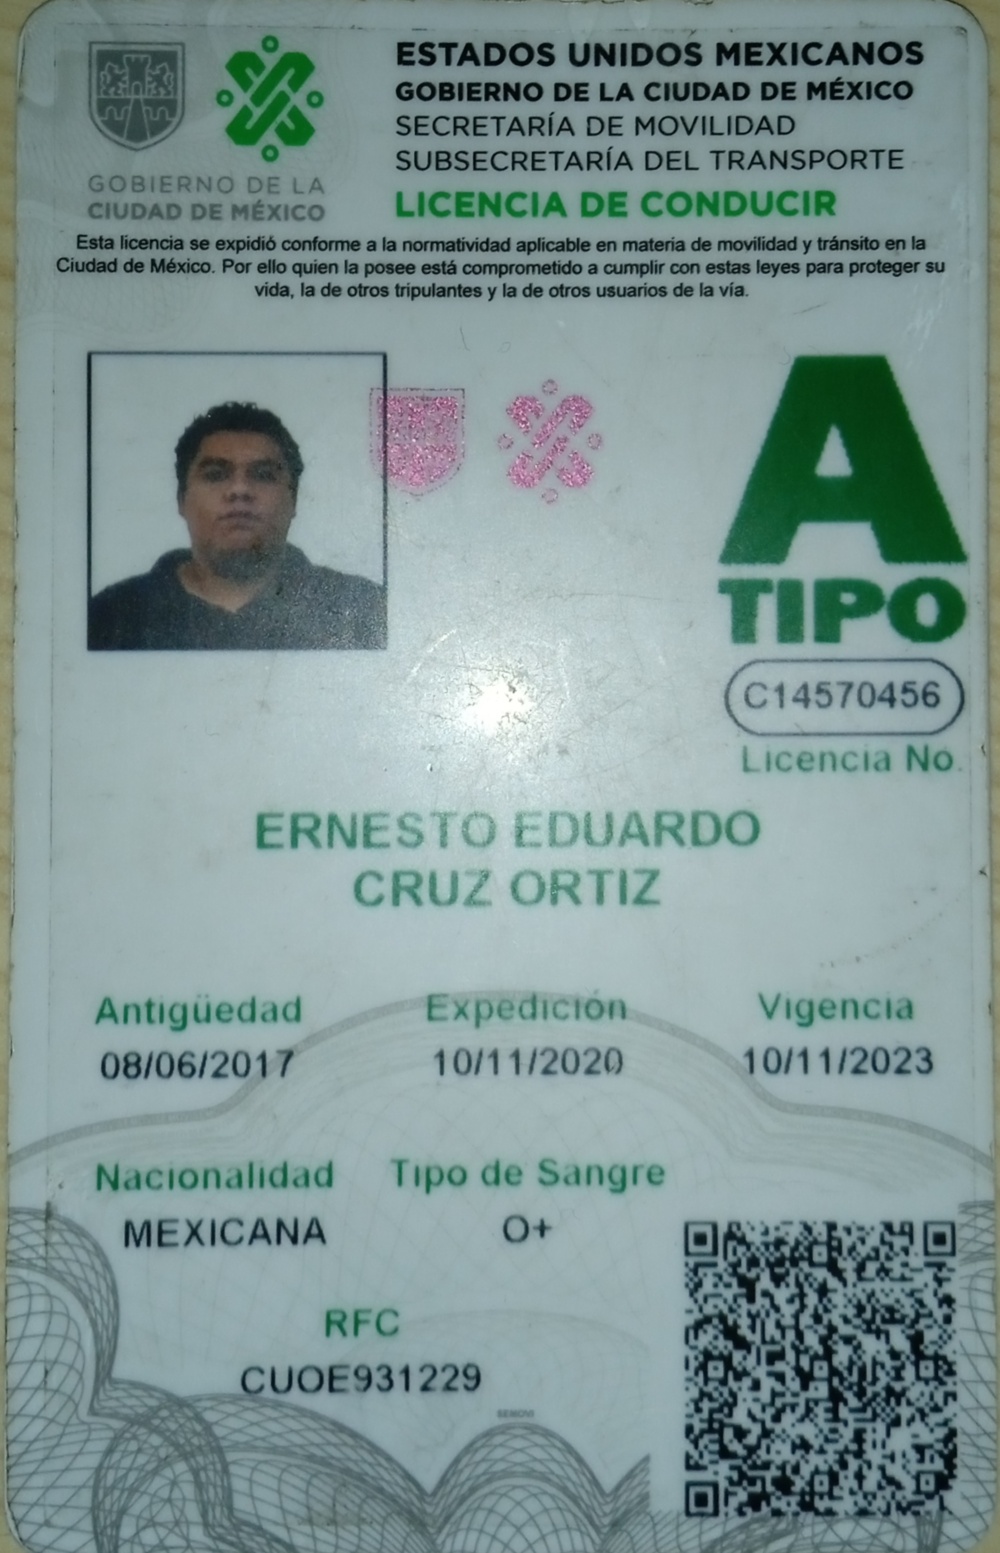 GOBIERNO DE LA
CIUDAD DE MÉXICO
ESTADOS UNIDOS MEXICANOS
GOBIERNO DE LA CIUDAD DE MÉXICO
SECRETARÍA DE MOVILIDAD
SUBSECRETARÍA DEL TRANSPORTE
LICENCIA DE CONDUCIR
Esta licencia se expidió conforme a la normatividad aplicable en materia de movilidad y tránsito en la
Ciudad de México. Por ello quien la posee está comprometido a cumplir con estas leyes para proteger su
vida, la de otros tripulantes y la de otros usuarios de la vía.
A
TIPO
C14570456
Licencia No.
ERNESTO EDUARDO
CRUZ ORTIZ
Antigüedad Expedición Vigencia
08/06/2017 10/11/2020 10/11/2023
Nacionalidad Tipo de Sangre
MEXICANA O+
RFC
CUOE931229
SEMOVI